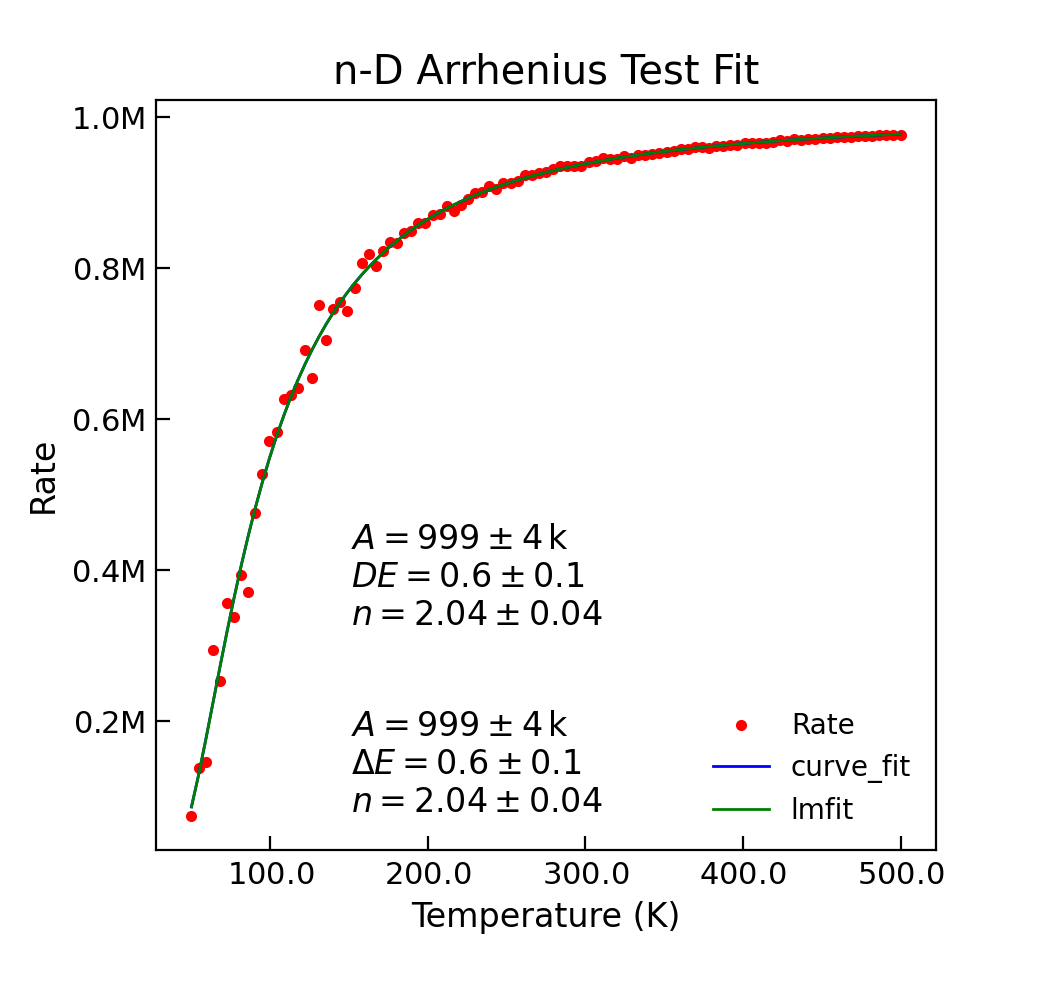 n-D Arrhenius Test Fit
1.0M
0.8M
0.6M
0.4M
0.2M
Rate
A = 999 ± 4 k
DE = 0.6 ± 0.1
n = 2.04 ± 0.04
A = 999 ± 4 k
ΔE = 0.6 ± 0.1
n = 2.04 ± 0.04
Rate
curve_fit
lmfit
100.0 200.0 300.0 400.0 500.0
Temperature (K)